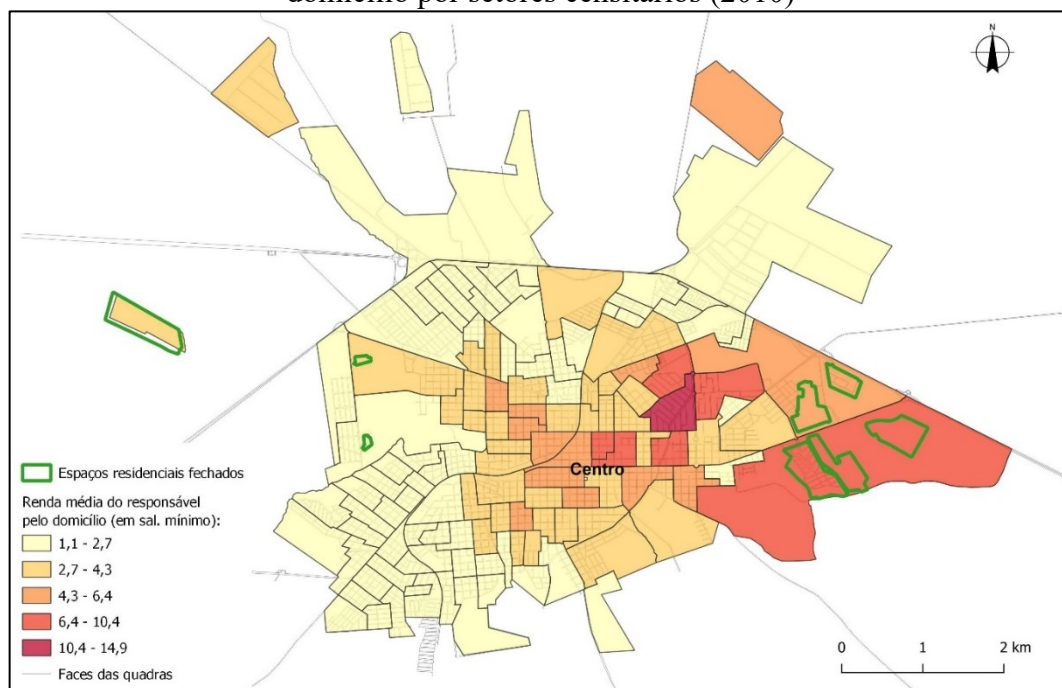 domicílio por setores censitários (2010)
N
Centro
Espaços residenciais fechados
Renda média do responsável
pelo domicílio (em sal. mínimo):
1,1 - 2,7
2,7 - 4,3
4,3 - 6,4
6,4 - 10,4
10,4 - 14,9
Faces das quadras
0 1 2 km